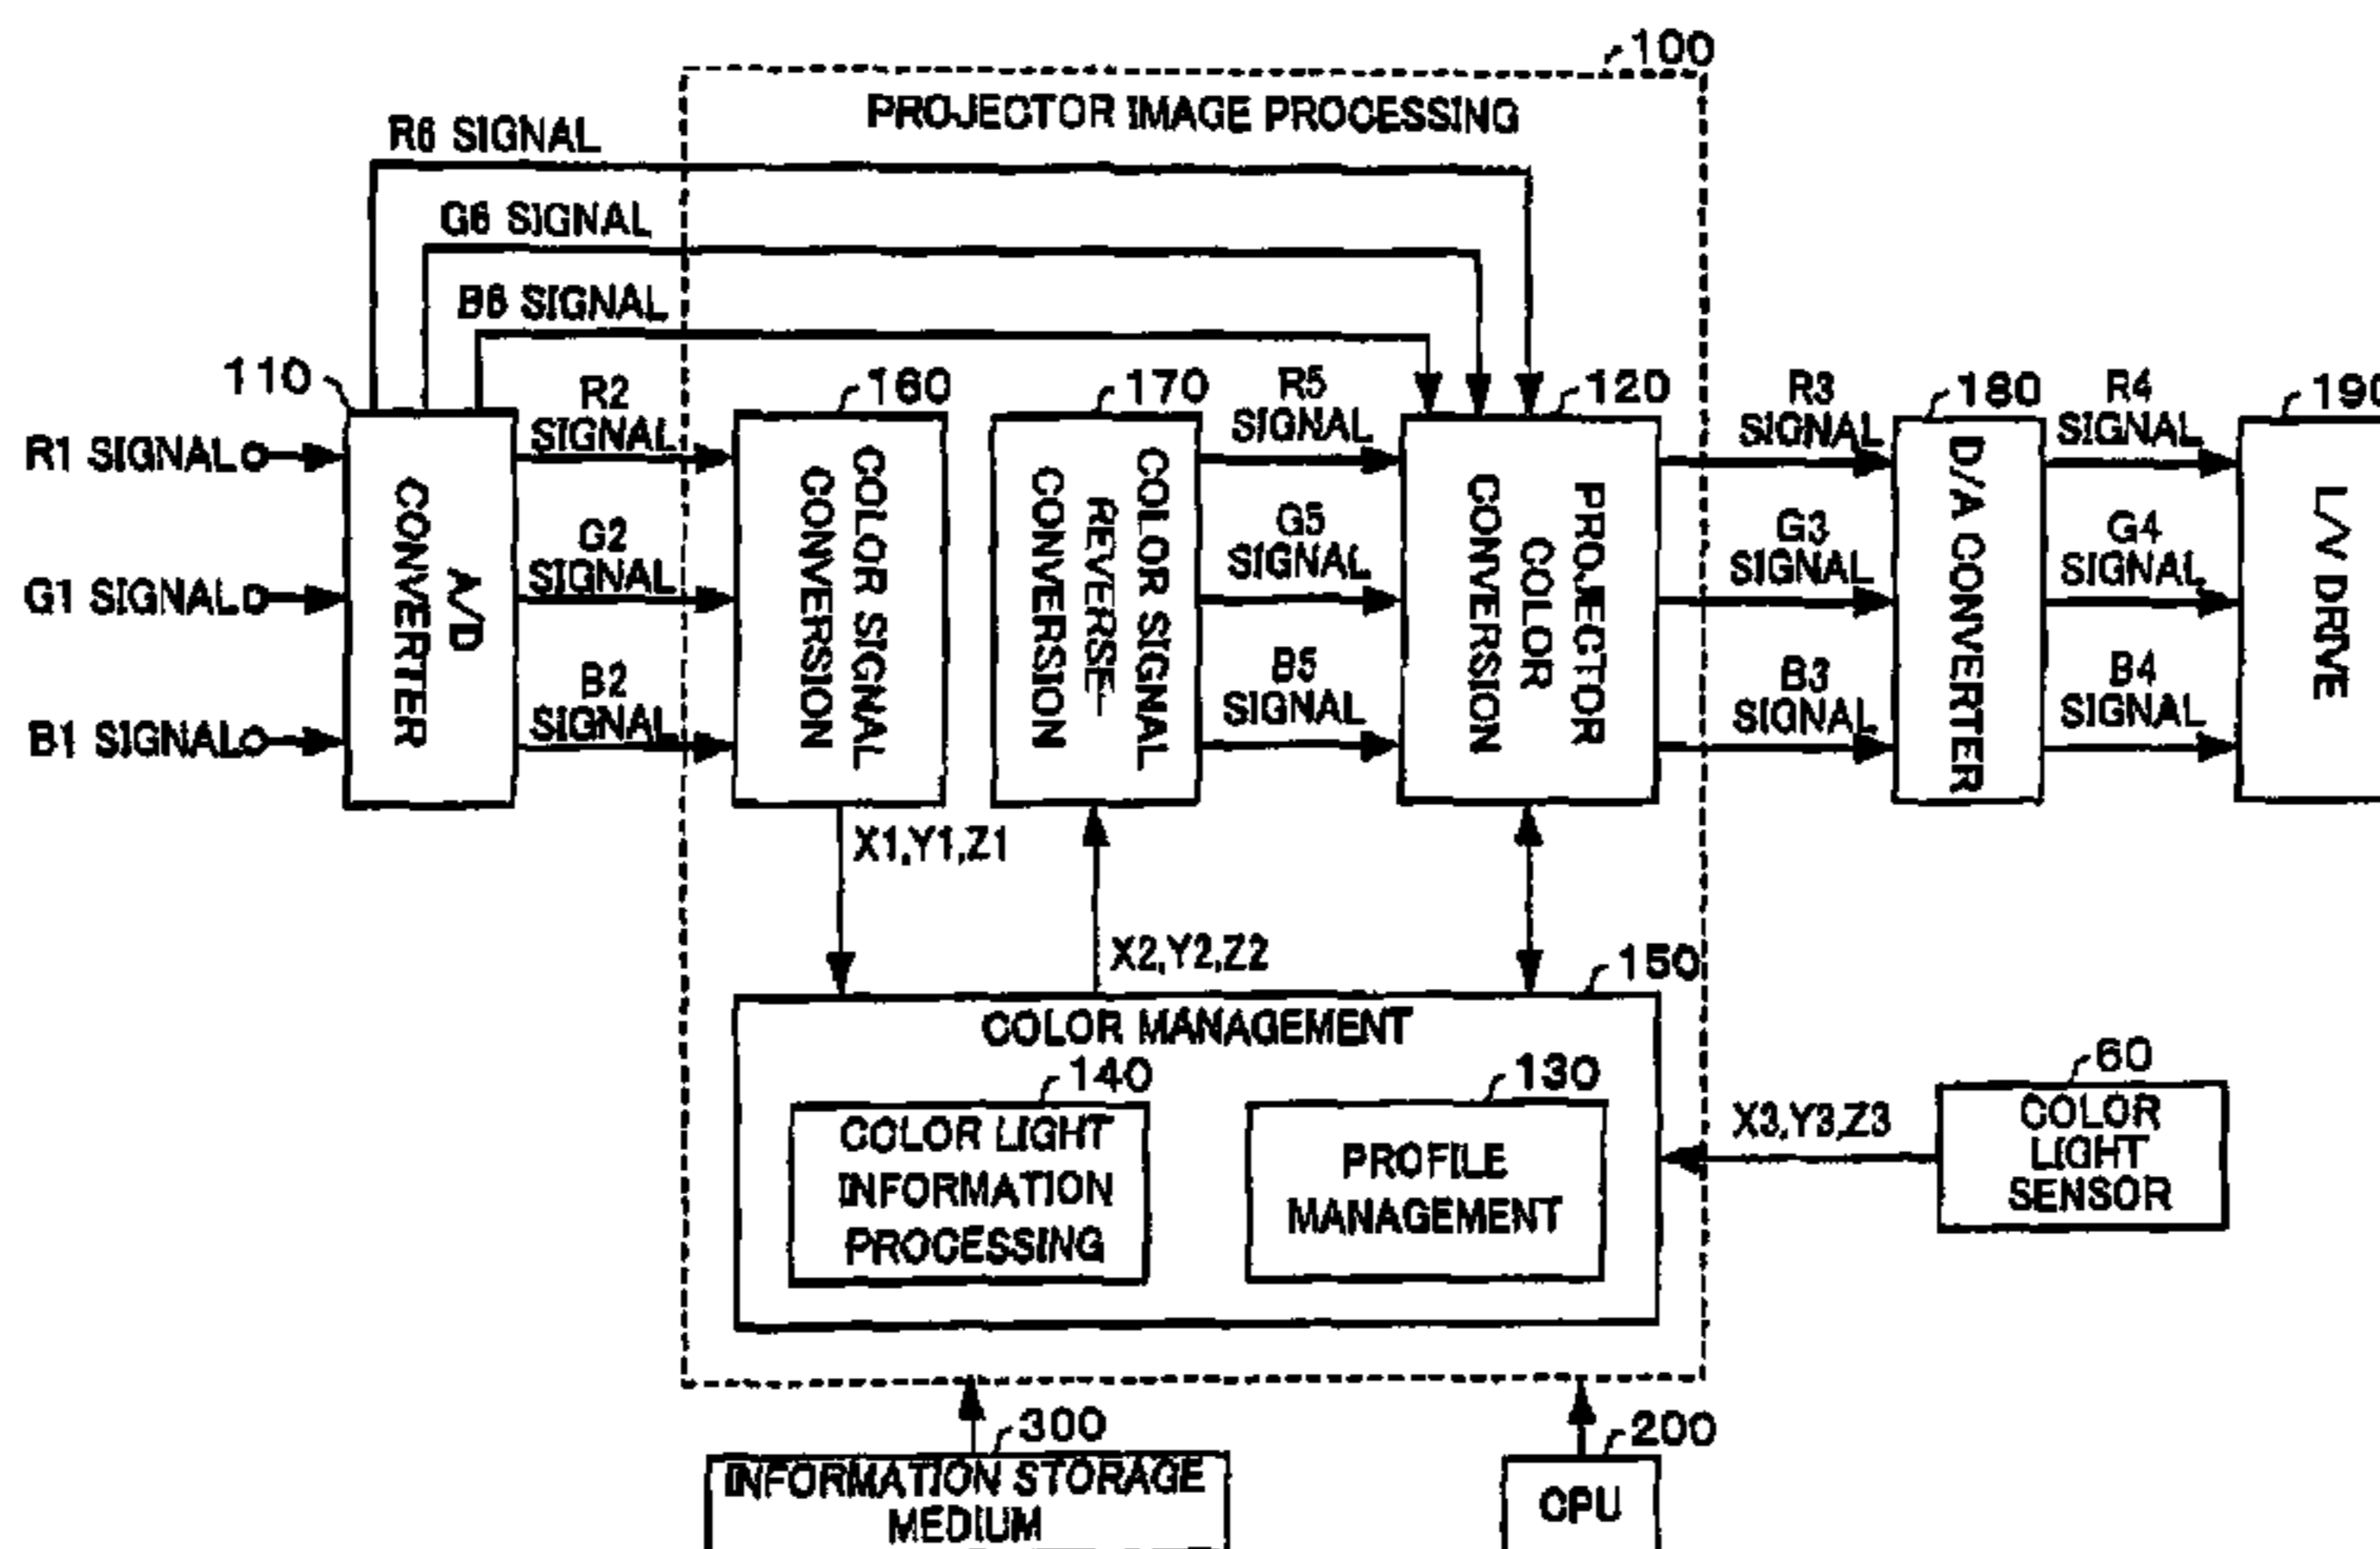 100
PROJECTOR IMAGE PROCESSING
R6 SIGNAL
G6 SIGNAL
B6 SIGNAL
110
R2
SIGNAL
160
170
R5
SIGNAL
120
R3
SIGNAL
180
R4
SIGNAL
190
R1 SIGNAL
G1 SIGNAL
B1 SIGNAL
A/D
CONVERTER
G2
SIGNAL
B2
SIGNAL
COLOR SIGNAL
CONVERSION
COLOR SIGNAL
REVERSE-
CONVERSION
G5
SIGNAL
B5
SIGNAL
PROJECTOR
COLOR
CONVERSION
G3
SIGNAL
B3
SIGNAL
D/A CONVERTER
G4
SIGNAL
B4
SIGNAL
L/V DRIVE
X1,Y1,Z1
X2,Y2,Z2
150
COLOR MANAGEMENT
140
COLOR LIGHT
INFORMATION
PROCESSING
130
PROFILE
MANAGEMENT
X3,Y3,Z3
60
COLOR
LIGHT
SENSOR
300
INFORMATION STORAGE
MEDIUM
200
CPU